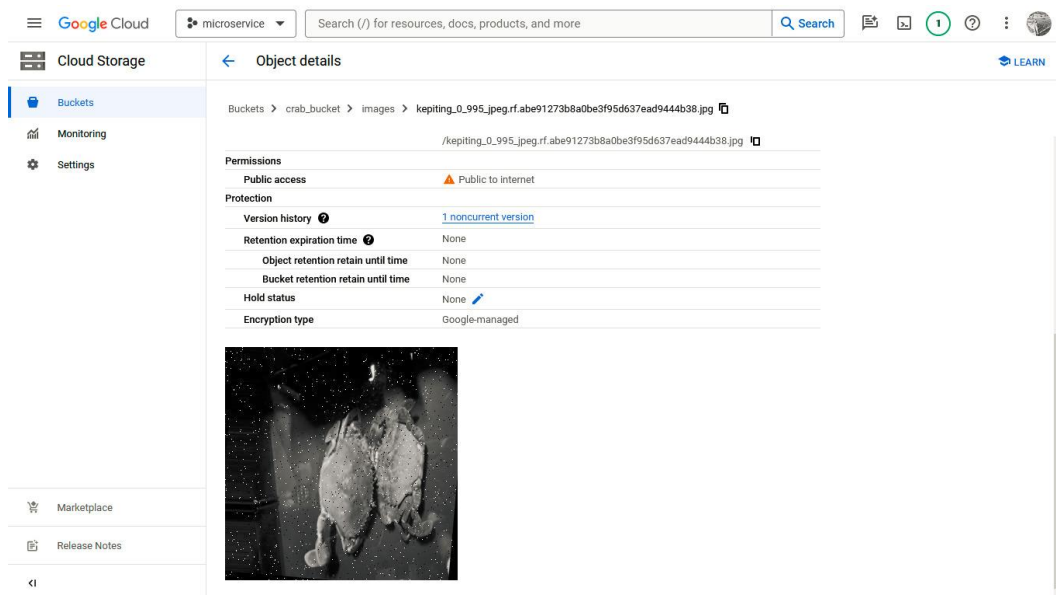 Google Cloud
microservice
Search (/) for resources, docs, products, and more
Search
1
Cloud Storage
Object details
LEARN
Buckets
Monitoring
Settings
Buckets > crab_bucket > images > kepiting_0_995_jpeg.rf.abe91273b8a0be3f95d637ead9444b38.jpg
/kepiting_0_995_jpeg.rf.abe91273b8a0be3f95d637ead9444b38.jpg
Permissions
Public access Public to internet
Protection
Version history 1 noncurrent version
Retention expiration time None
Object retention retain until time None
Bucket retention retain until time None
Hold status None
Encryption type Google-managed
Marketplace
Release Notes